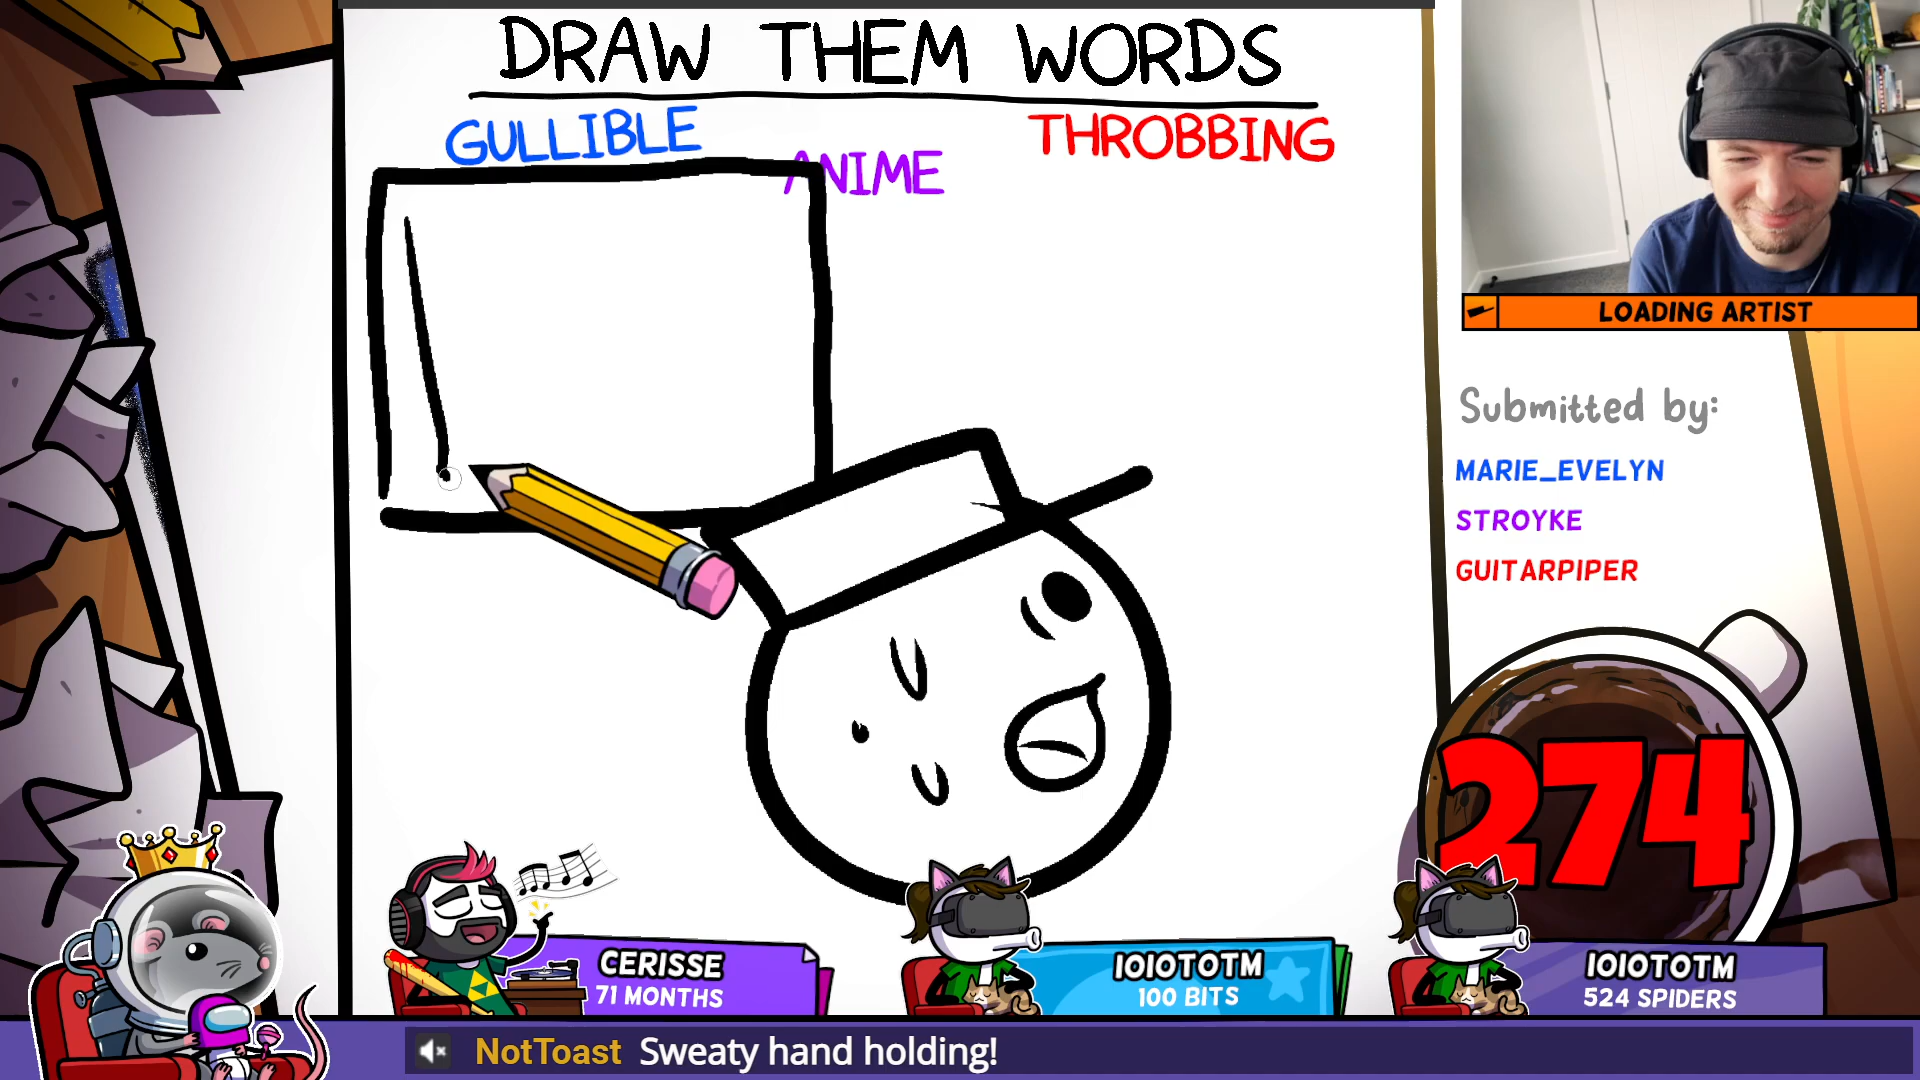 DRAW THEM WORDS
GULLIBLE
ANIME
THROBBING
LOADING ARTIST
Submitted by:
MARIE_EVELYN
STROYKE
GUITARPIPER
274
CERISSE
71 MONTHS
IOIOTOTM
100 BITS
IOIOTOTM
524 SPIDERS
NotToast Sweaty hand holding!